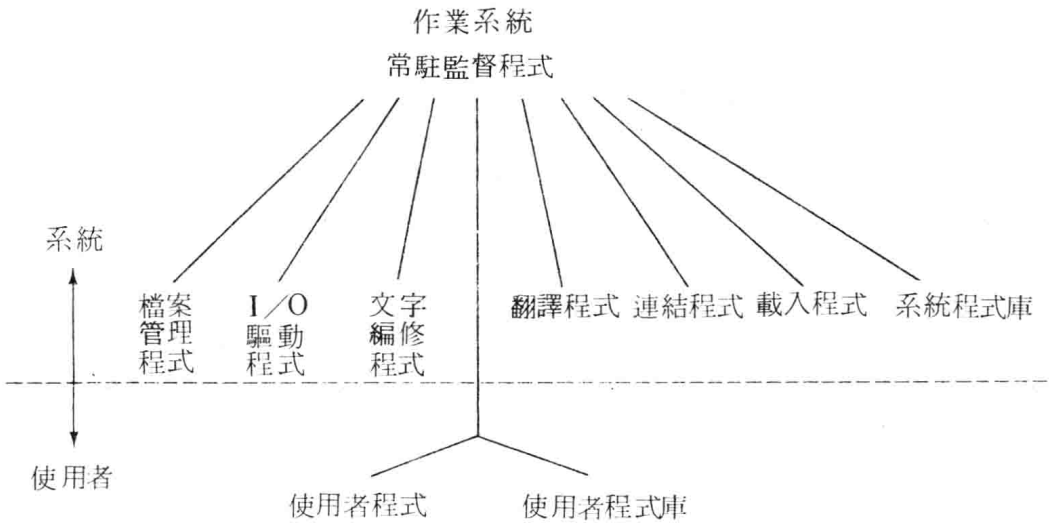 作業系統
常駐監督程式
系統
檔案
管理
程式
I／O
驅動
程式
文字
編修
程式
翻譯程式
連結程式
載入程式
系統程式庫
使用者
使用者程式
使用者程式庫